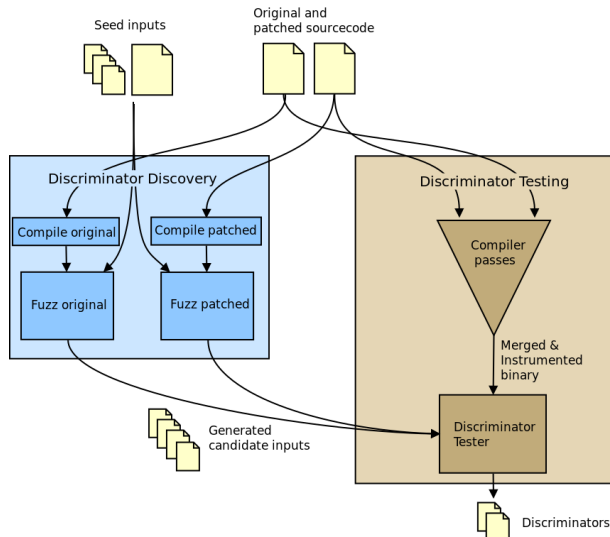 Seed inputs
Original and
patched sourcecode
Discriminator Discovery
Discriminator Testing
Compile original
Compile patched
Compiler
passes
Fuzz original
Fuzz patched
Merged &
Instrumented
binary
Generated
candidate inputs
Discriminator
Tester
Discriminators